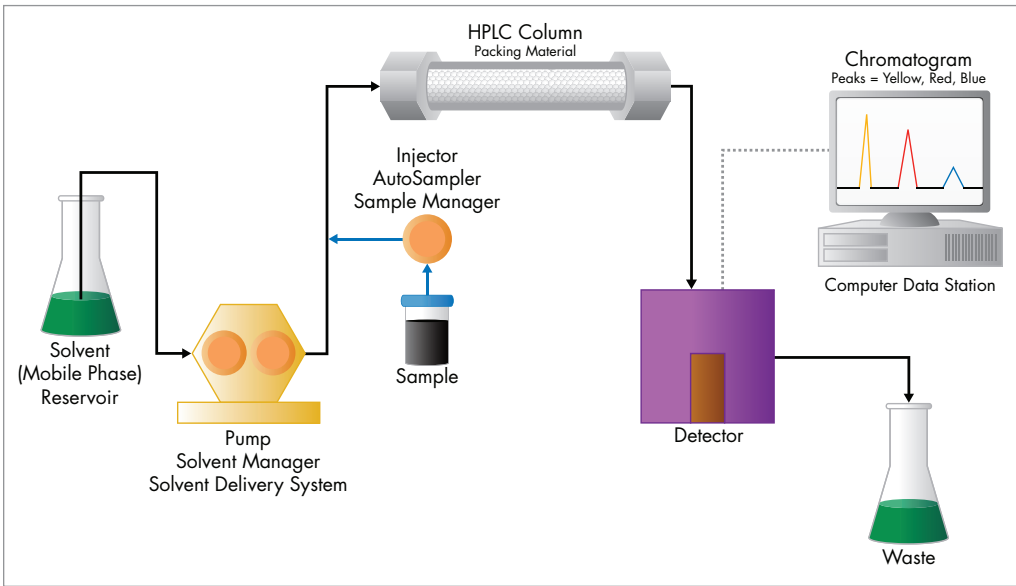 HPLC Column
Packing Material
Chromatogram
Peaks = Yellow, Red, Blue
Injector
AutoSampler
Sample Manager
Computer Data Station
Solvent
(Mobile Phase)
Reservoir
Sample
Pump
Solvent Manager
Solvent Delivery System
Detector
Waste